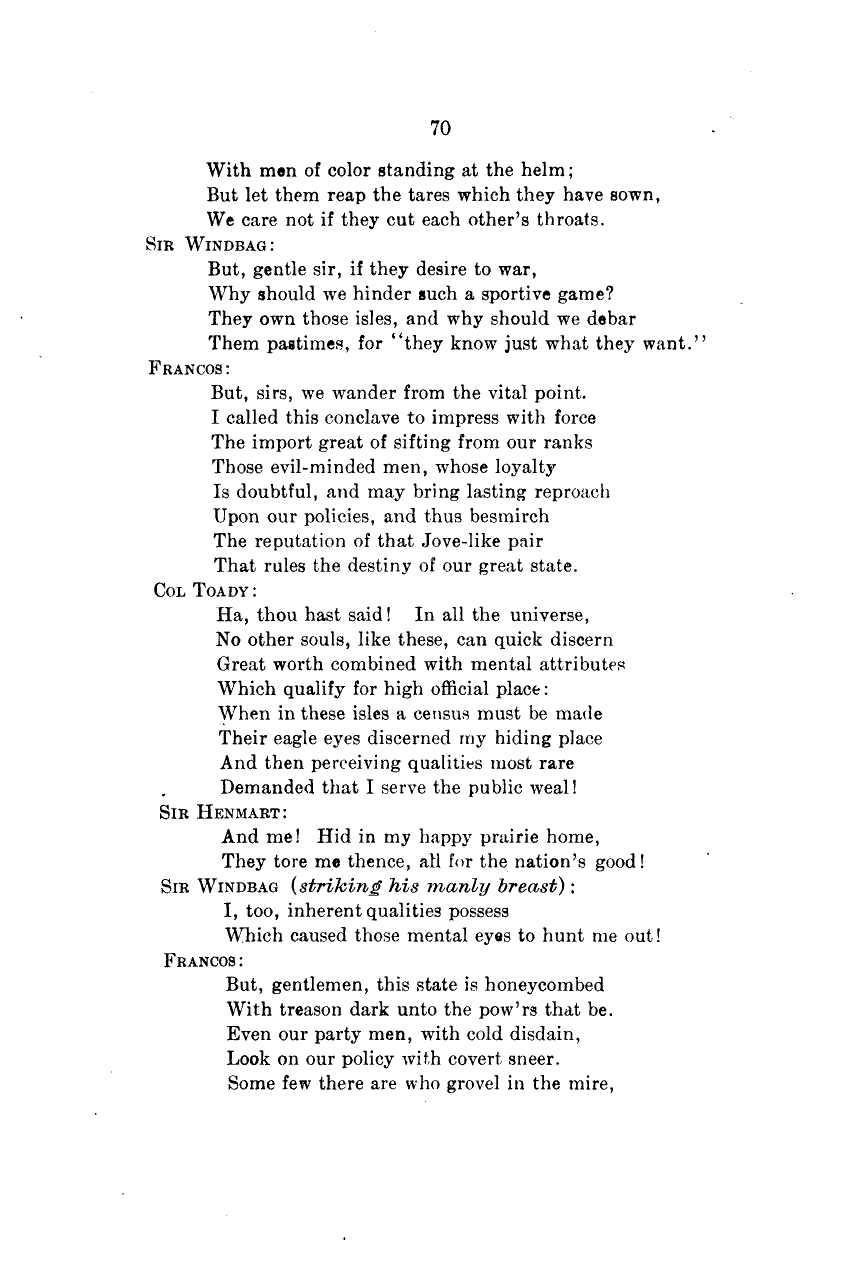 70
With men of color standing at the helm;
But let them reap the tares which they have sown,
We care not if they cut each other's throats.
SIR WINDBAG:
But, gentle sir, if they desire to war,
Why should we hinder such a sportive game?
They own those isles, and why should we debar
Them pastimes, for "they know just what they want."
FRANCOS:
But, sirs, we wander from the vital point.
I called this conclave to impress with force
The import great of sifting from our ranks
Those evil-minded men, whose loyalty
Is doubtful, and may bring lasting reproach
Upon our policies, and thus besmirch
The reputation of that Jove-like pair
That rules the destiny of our great state.
COL TOADY:
Ha, thou hast said! In all the universe,
No other souls, like these, can quick discern
Great worth combined with mental attributes
Which qualify for high official place:
When in these isles a census must be made
Their eagle eyes discerned my hiding place
And then perceiving qualities most rare
Demanded that I serve the public weal!
SIR HENMART:
And me! Hid in my happy prairie home,
They tore me thence, all for the nation's good!
SIR WINDBAG (striking his manly breast):
I, too, inherent qualities possess
Which caused those mental eyes to hunt me out!
FRANCOS:
But, gentlemen, this state is honeycombed
With treason dark unto the pow'rs that be.
Even our party men, with cold disdain,
Look on our policy with covert sneer.
Some few there are who grovel in the mire,